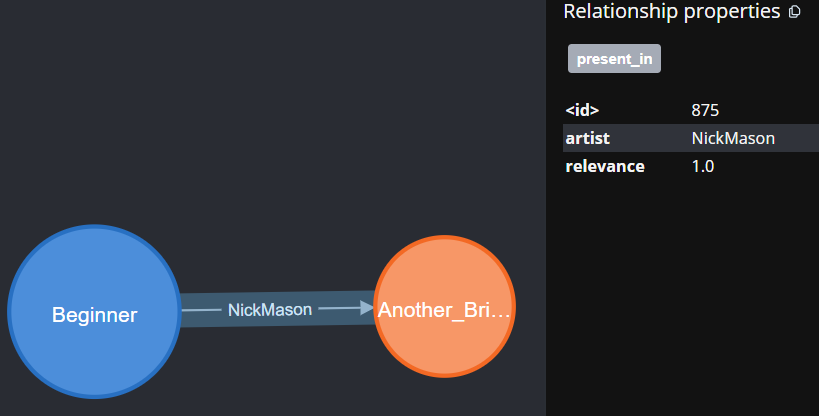 Relationship properties
present_in
<id> 875
artist NickMason
relevance 1.0
Beginner
NickMason
Another_Bri...